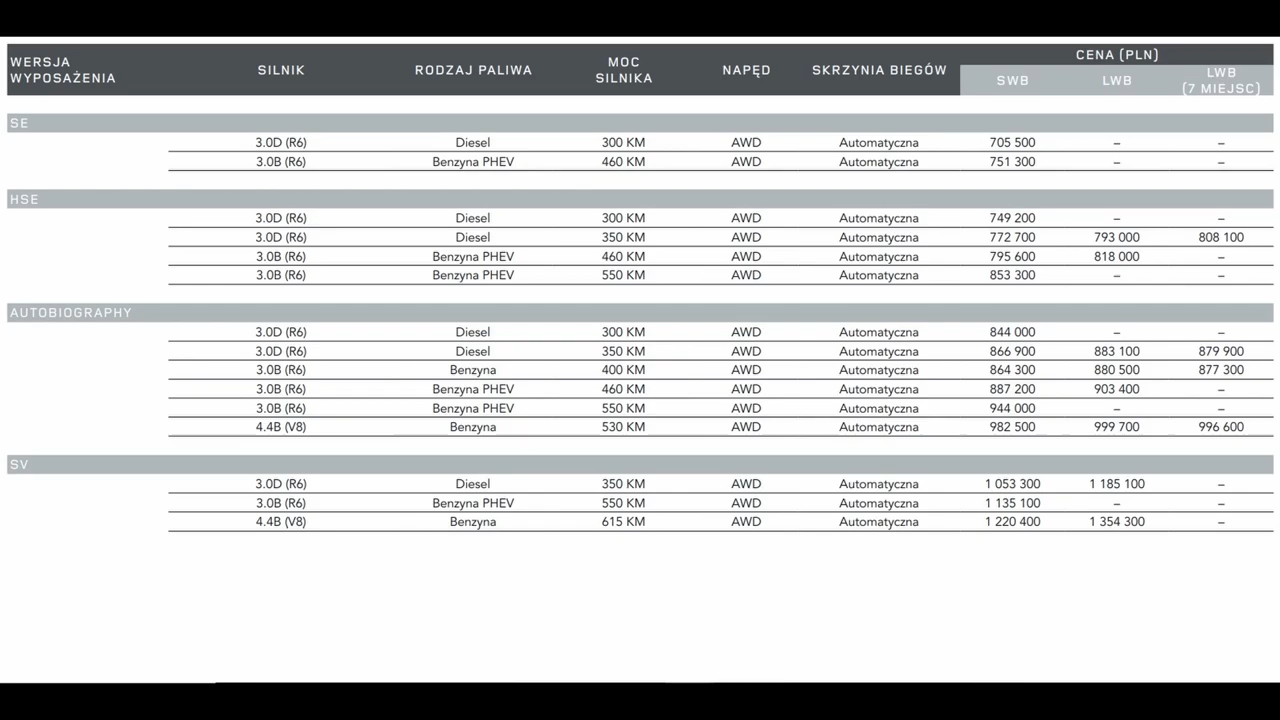 WERSJA WYPOSAŻENIA SILNIK RODZAJ PALIWA MOC SILNIKA NAPĘD SKRZYNIA BIEGÓW CENA (PLN)
SWB LWB LWB (7 MIEJSC)
SE
3.0D (R6) Diesel 300 KM AWD Automatyczna 705 500 – –
3.0B (R6) Benzyna PHEV 460 KM AWD Automatyczna 751 300 – –
HSE
3.0D (R6) Diesel 300 KM AWD Automatyczna 749 200 – –
3.0D (R6) Diesel 350 KM AWD Automatyczna 772 700 793 000 808 100
3.0B (R6) Benzyna PHEV 460 KM AWD Automatyczna 795 600 818 000 –
3.0B (R6) Benzyna PHEV 550 KM AWD Automatyczna 853 300 – –
AUTOBIOGRAPHY
3.0D (R6) Diesel 300 KM AWD Automatyczna 844 000 – –
3.0D (R6) Diesel 350 KM AWD Automatyczna 866 900 883 100 879 900
3.0B (R6) Benzyna 400 KM AWD Automatyczna 864 300 880 500 877 300
3.0B (R6) Benzyna PHEV 460 KM AWD Automatyczna 887 200 903 400 –
3.0B (R6) Benzyna PHEV 550 KM AWD Automatyczna 944 000 – –
4.4B (V8) Benzyna 530 KM AWD Automatyczna 982 500 999 700 996 600
SV
3.0D (R6) Diesel 350 KM AWD Automatyczna 1 053 300 1 185 100 –
3.0B (R6) Benzyna PHEV 550 KM AWD Automatyczna 1 135 100 – –
4.4B (V8) Benzyna 615 KM AWD Automatyczna 1 220 400 1 354 300 –